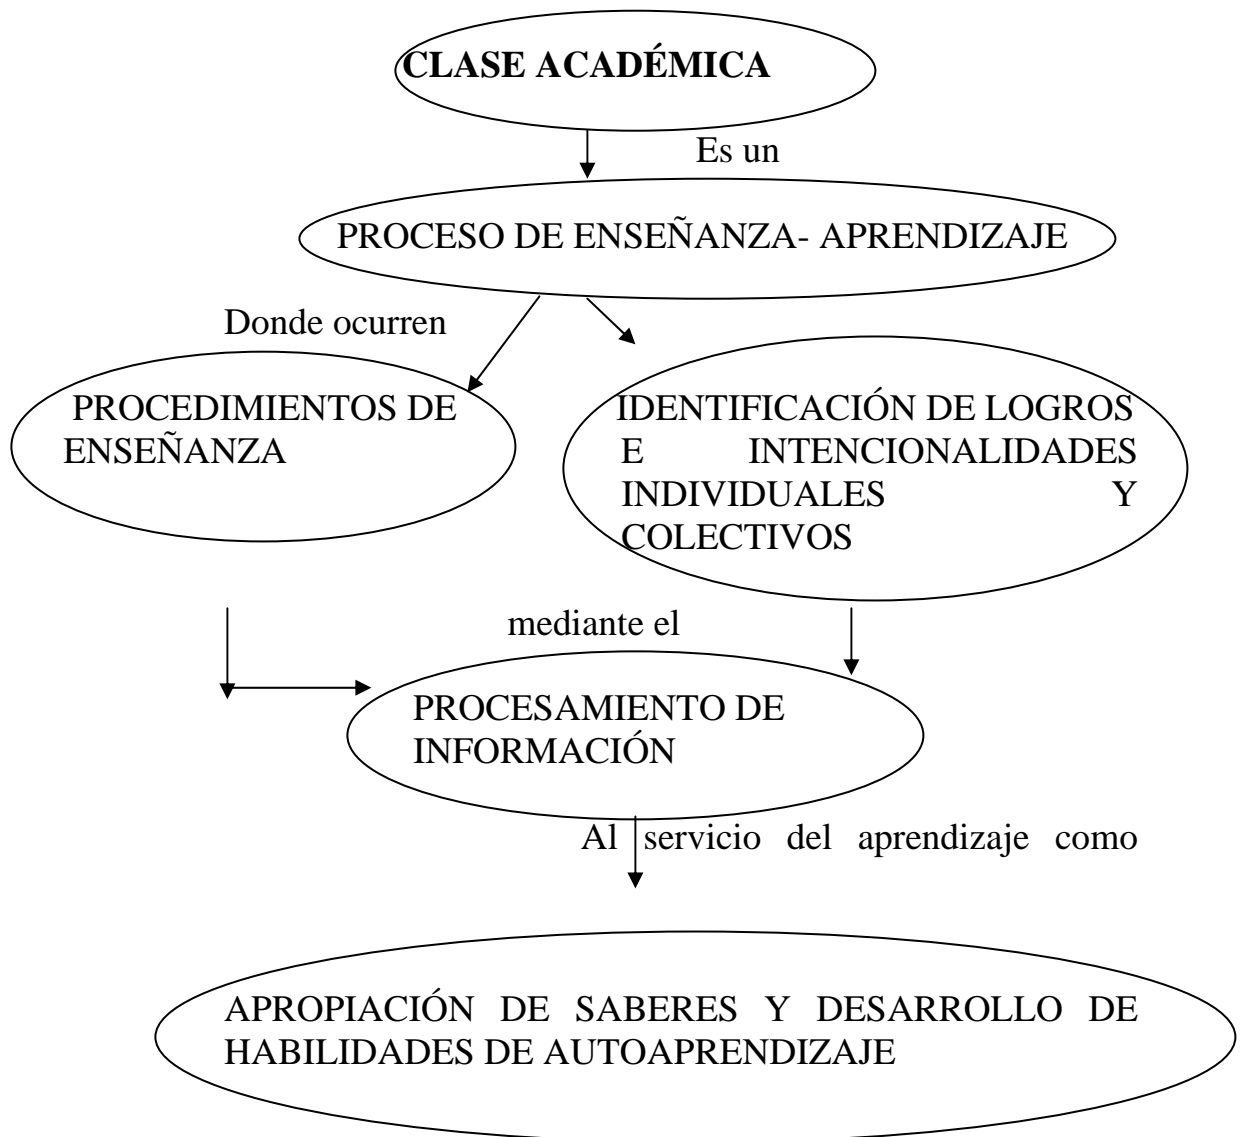 CLASE ACADÉMICA
Es un
PROCESO DE ENSEÑANZA- APRENDIZAJE
Donde ocurren
PROCEDIMIENTOS DE
ENSEÑANZA
IDENTIFICACIÓN DE LOGROS
E INTENCIONALIDADES
INDIVIDUALES Y
COLECTIVOS
mediante el
PROCESAMIENTO DE
INFORMACIÓN
Al servicio del aprendizaje como
APROPIACIÓN DE SABERES Y DESARROLLO DE
HABILIDADES DE AUTOAPRENDIZAJE